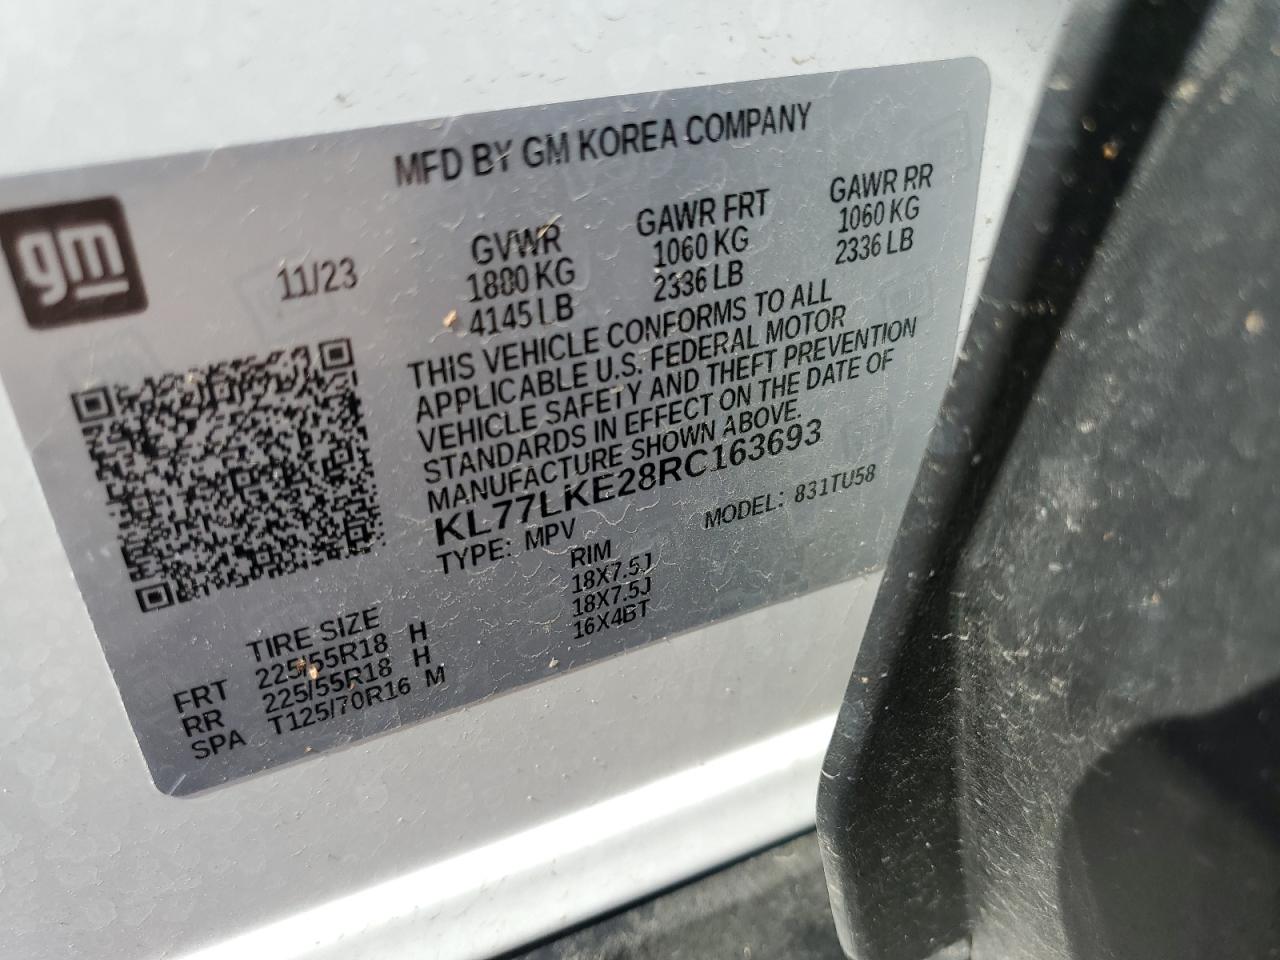 MFD BY GM KOREA COMPANY
gm
11/23
GVWR GAWR FRT GAWR RR
1880 KG 1060 KG 1060 KG
4145 LB 2336 LB 2336 LB
THIS VEHICLE CONFORMS TO ALL
APPLICABLE U.S. FEDERAL MOTOR
VEHICLE SAFETY AND THEFT PREVENTION
STANDARDS IN EFFECT ON THE DATE OF
MANUFACTURE SHOWN ABOVE.
KL77LKE28RC163693
TYPE: MPV MODEL: 831TU58
TIRE SIZE RIM
FRT 225/55R18 H 18X7.5J
RR 225/55R18 H 18X7.5J
SPA T125/70R16 M 16X4BT